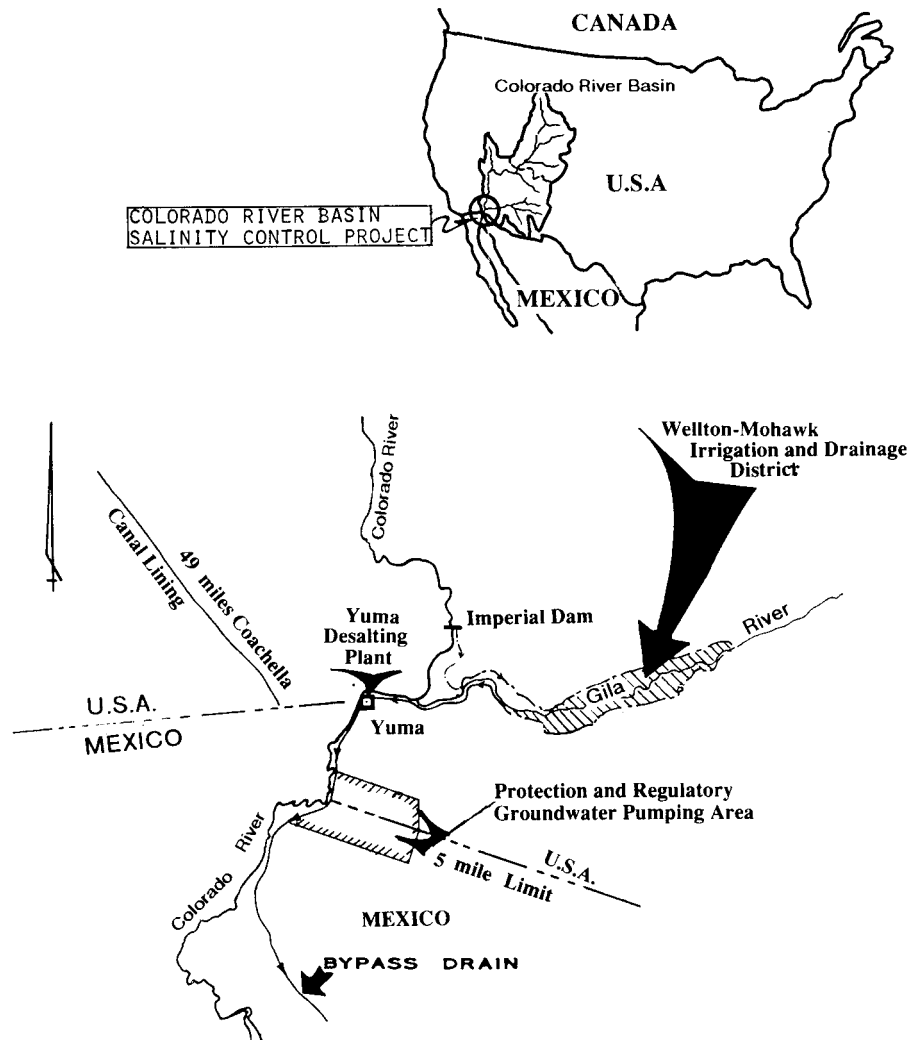 CANADA
Colorado River Basin
U.S.A
COLORADO RIVER BASIN
SALINITY CONTROL PROJECT
MEXICO
Wellton-Mohawk
Irrigation and Drainage
District
Colorado River
49 miles Coachella
Canal Lining
Yuma
Desalting
Plant
Imperial Dam
River
Gila
U.S.A.
MEXICO
Yuma
Protection and Regulatory
Groundwater Pumping Area
U.S.A.
5 mile Limit
Colorado River
MEXICO
BYPASS DRAIN